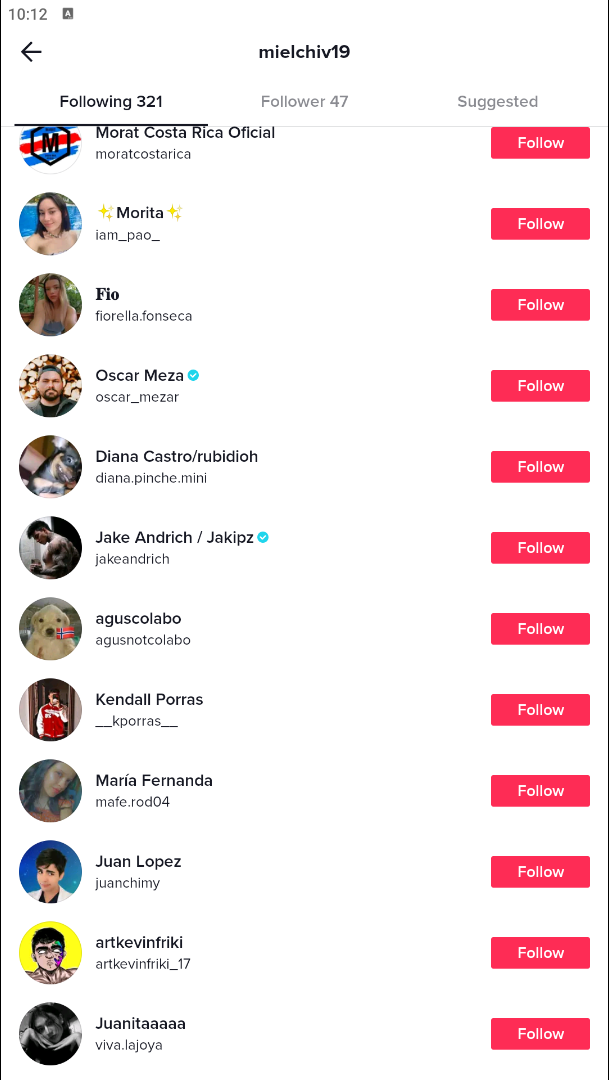 10:12 A
mielchiv19
Following 321
Follower 47
Suggested
Morat Costa Rica Oficial
moratcostarica
Follow
M
✨Morita✨
iam_pao_
Follow
𝐅𝐢𝐨
fiorella.fonseca
Follow
Oscar Meza
oscar_mezar
Follow
Diana Castro/rubidioh
diana.pinche.mini
Follow
Jake Andrich / Jakipz
jakeandrich
Follow
aguscolabo
agusnotcolabo
Follow
Kendall Porras
__kporras__
Follow
María Fernanda
mafe.rod04
Follow
Juan Lopez
juanchimy
Follow
artkevinfriki
artkevinfriki_17
Follow
Juanitaaaaa
viva.lajoya
Follow